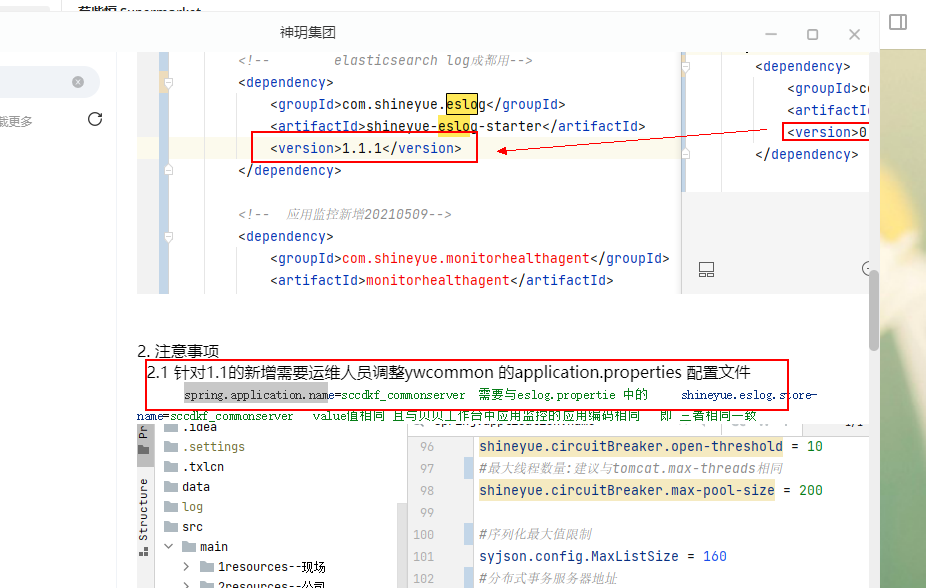 神玥集团
载更多
<!-- elasticsearch log成都用-->
<dependency>
<groupId>com.shineyue.eslog</groupId>
<artifactId>shineyue-eslog-starter</artifactId>
<version>1.1.1</version>
</dependency>
<!-- 应用监控新增20210509-->
<dependency>
<groupId>com.shineyue.monitorhealthagent</groupId>
<artifactId>monitorhealthagent</artifactId>
<dependency>
<groupId>c
<artifactI
<version>0
</dependency>
2. 注意事项
2.1 针对1.1的新增需要运维人员调整ywcommon 的application.properties 配置文件
spring.application.name=sccdkf_commonserver 需要与eslog.propertie 中的 shineyue.eslog.store-
name=sccdkf_commonserver value值相同 且与贝贝工作台中应用监控的应用编码相同 即 三者相同一致
Pr
Structure
.idea
.settings
.txlcn
data
log
src
main
1resources--现场
2resources--公司
96 shineyue.circuitBreaker.open-threshold = 10
97 #最大线程数量:建议与tomcat.max-threads相同
98 shineyue.circuitBreaker.max-pool-size = 200
99
100 #序列化最大值限制
101 syjson.config.MaxListSize = 160
102 #分布式事务服务器地址